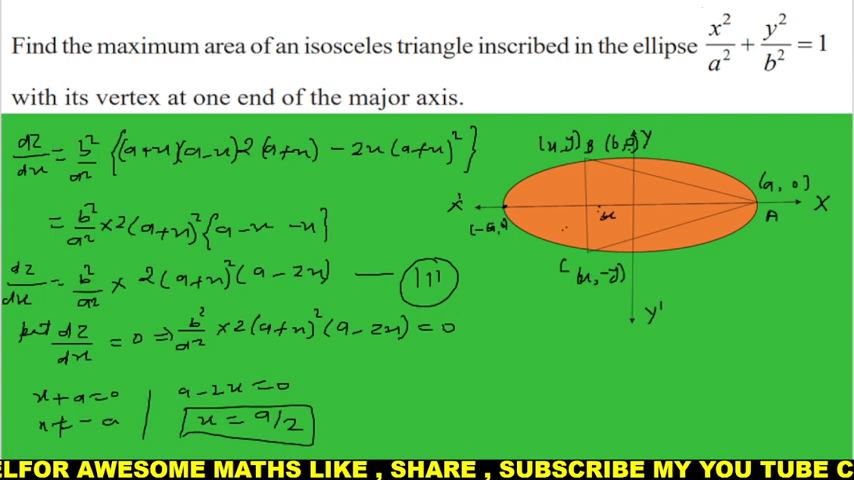 Find the maximum area of an isosceles triangle inscribed in the ellipse x²/a² + y²/b² = 1
with its vertex at one end of the major axis.
dz/dx = b²/a² {(a+x)(a-x)2(a+x) - 2x(a+x)²}
= b²/a² × 2(a+x)²{a-x-x}
dz/dx = b²/a² × 2(a+x)²(a-2x) — (111)
put dz/dx = 0 ⇒ b²/a² × 2(a+x)²(a-2x) = 0
x+a=0 | a-2x=0
x≠-a | x = a/2
(x,y) B Y
(a, 0)
X' X
A
C (x,-y)
Y'
ELFOR AWESOME MATHS LIKE , SHARE , SUBSCRIBE MY YOU TUBE C